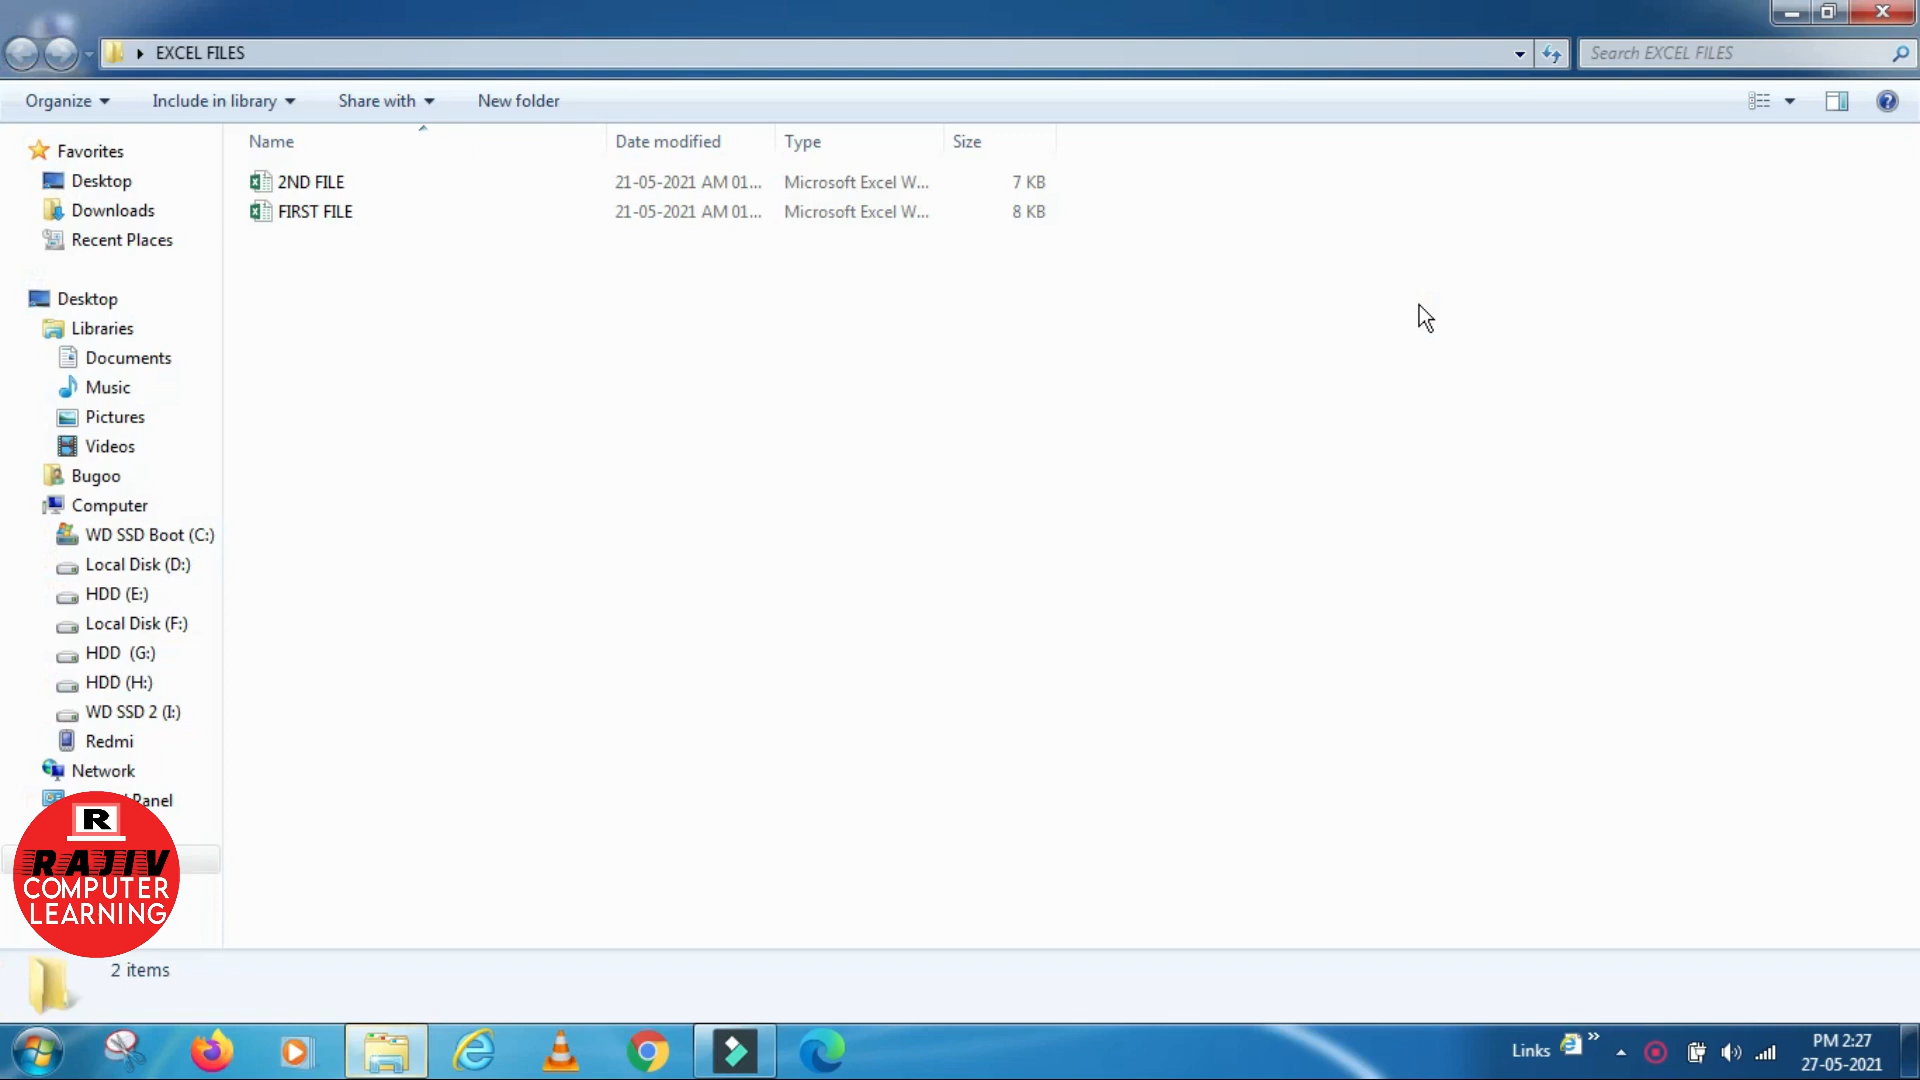 EXCEL FILES
Search EXCEL FILES
Organize Include in library Share with New folder
Name Date modified Type Size
2ND FILE 21-05-2021 AM 01... Microsoft Excel W... 7 KB
FIRST FILE 21-05-2021 AM 01... Microsoft Excel W... 8 KB
Favorites
Desktop
Downloads
Recent Places
Desktop
Libraries
Documents
Music
Pictures
Videos
Bugoo
Computer
WD SSD Boot (C:)
Local Disk (D:)
HDD (E:)
Local Disk (F:)
HDD (G:)
HDD (H:)
WD SSD 2 (I:)
Redmi
Network
Panel
R
RAJIV
COMPUTER
LEARNING
2 items
Links
PM 2:27
27-05-2021